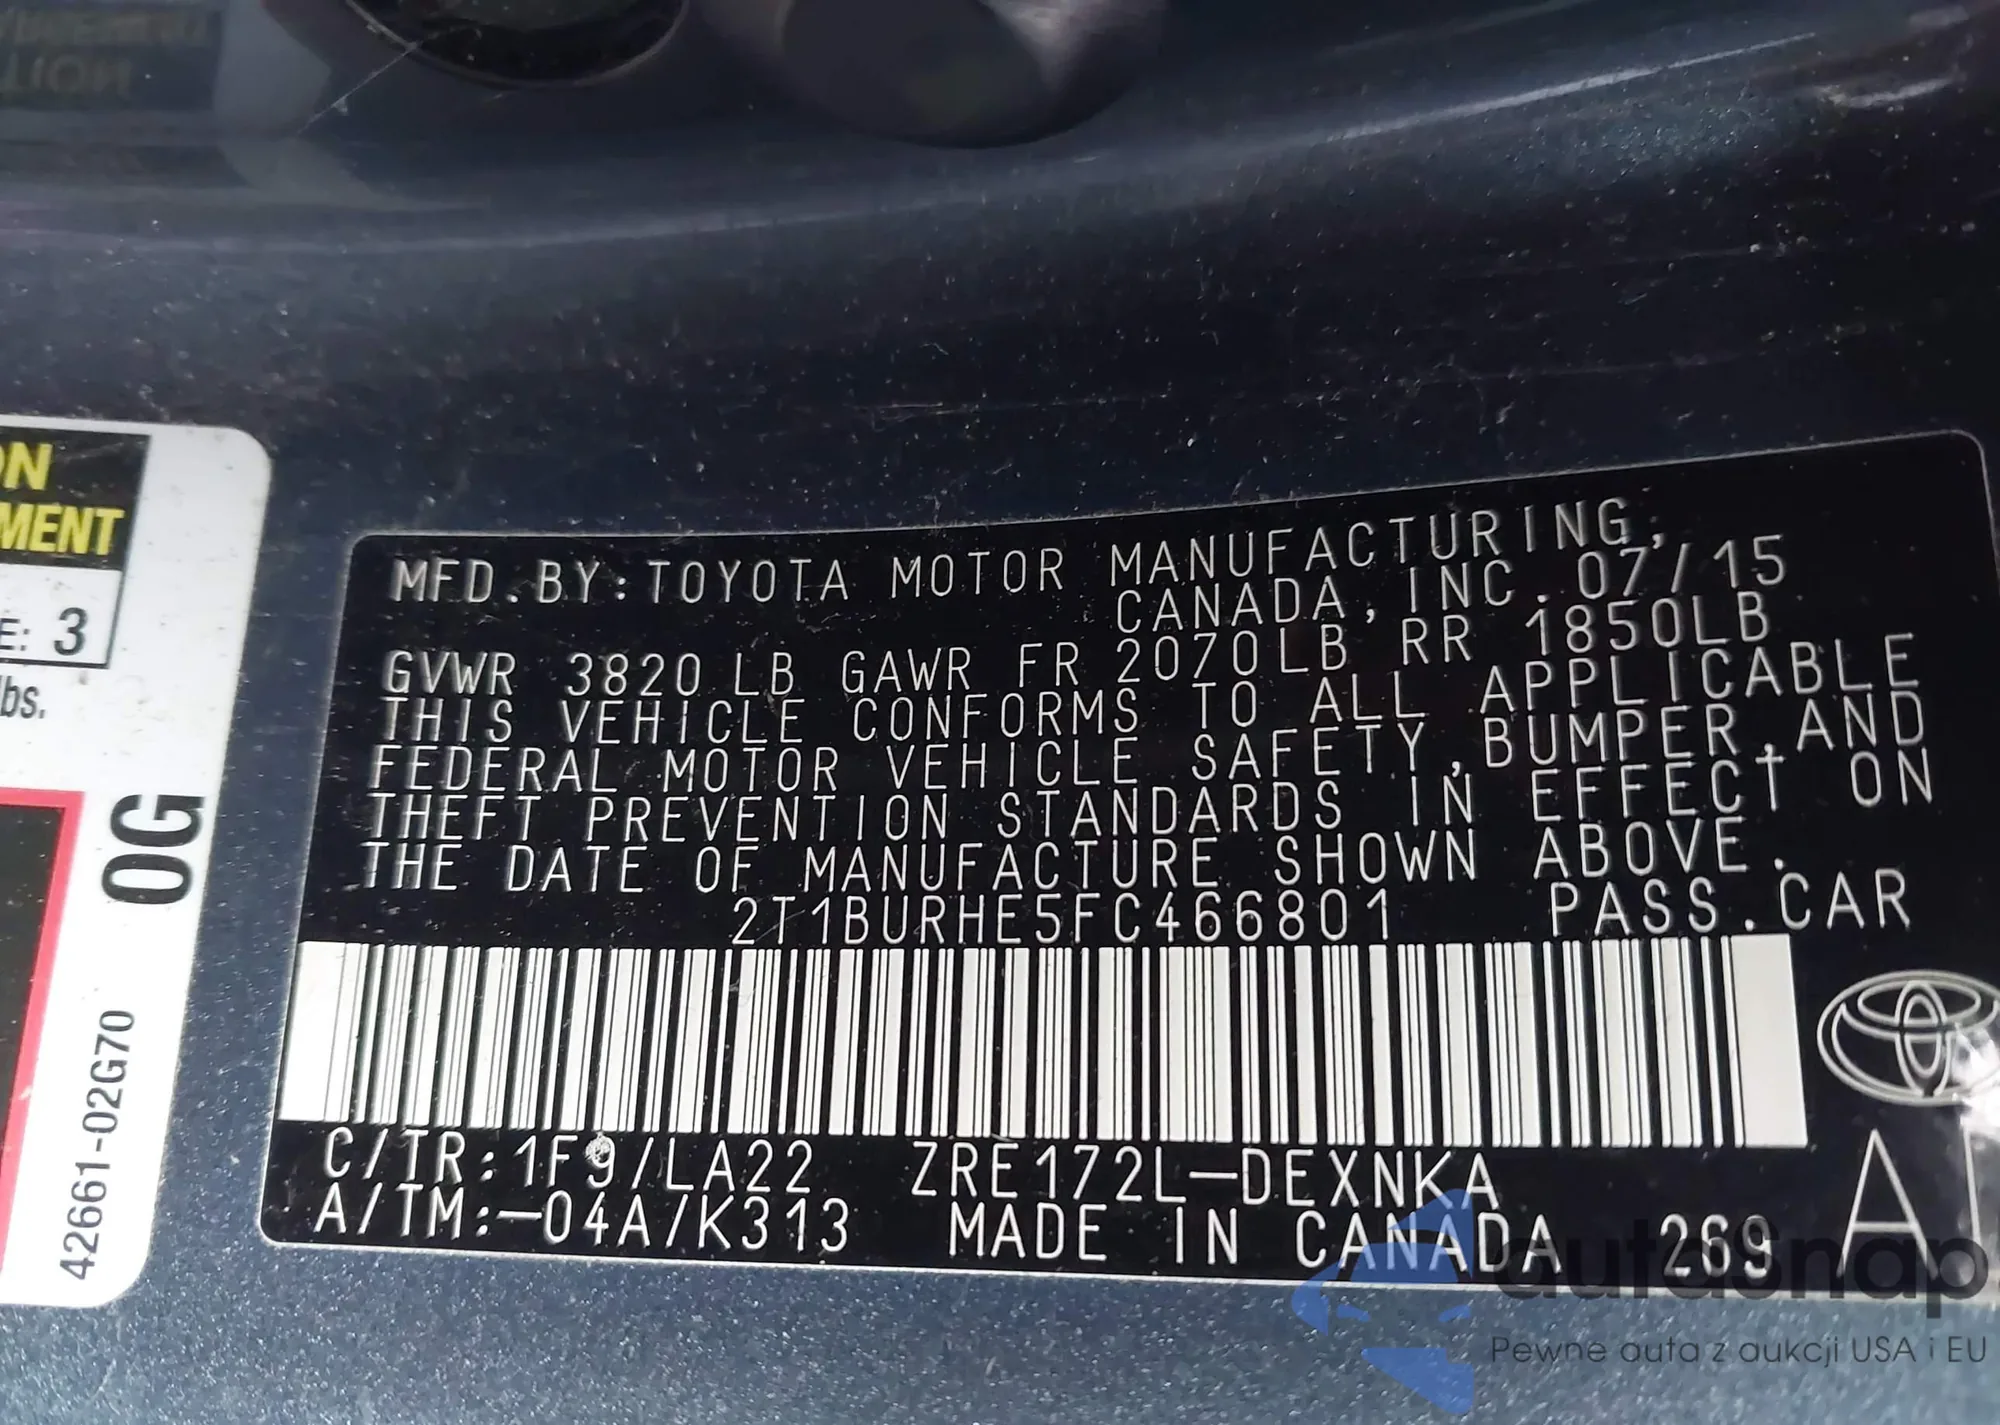 ON
MENT
E: 3
lbs.
0G
42661-02G70
MFD.BY:TOYOTA MOTOR MANUFACTURING,
CANADA,INC.07/15
GVWR 3820LB GAWR FR 2070LB RR 1850LB
THIS VEHICLE CONFORMS TO ALL APPLICABLE
FEDERAL MOTOR VEHICLE SAFETY,BUMPER,AND
THEFT PREVENTION STANDARDS IN EFFECT ON
THE DATE OF MANUFACTURE SHOWN ABOVE.
2T1BURHE5FC466801 PASS.CAR
C/TR:1F9/LA22 ZRE172L-DEXNKA
A/TM:-04A/K313 MADE IN CANADA 269
autosnap
Pewne auta z aukcji USA i EU